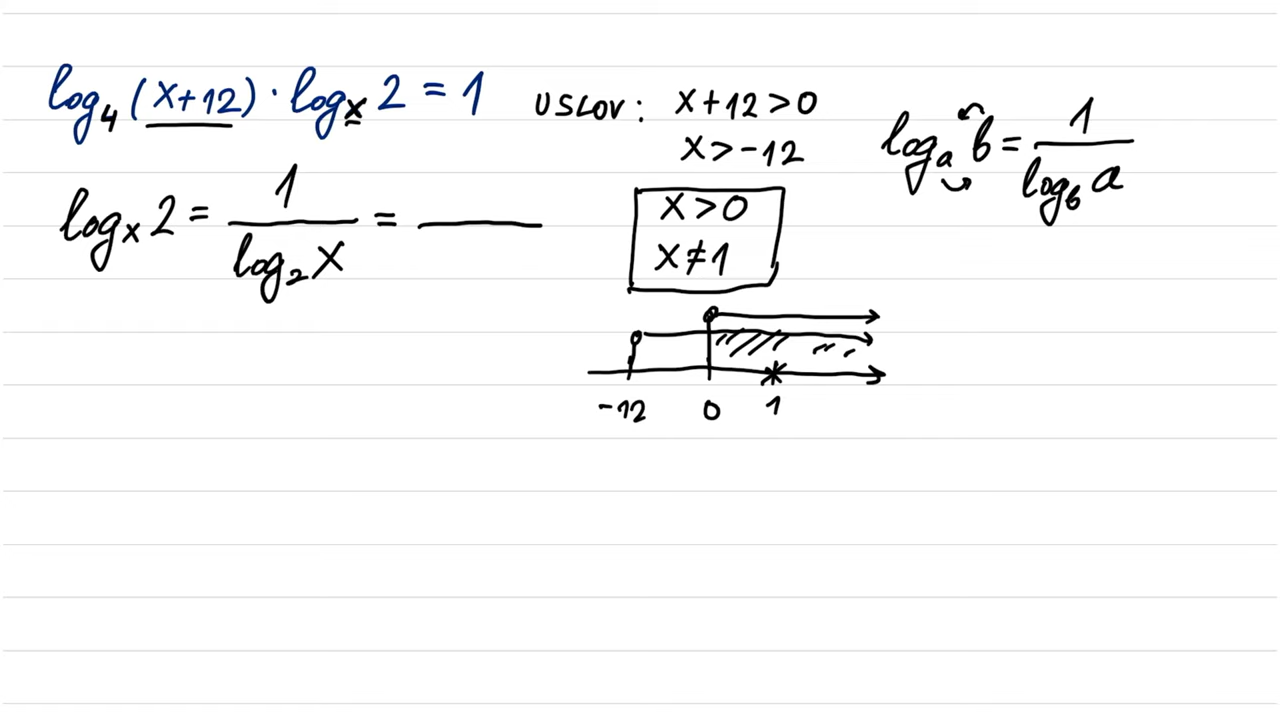 log₄ (x+12) · logₓ 2 = 1
USLOV: x+12 > 0
x > -12
x > 0
x ≠ 1
log_a b = 1/(log_b a)
logₓ 2 = 1/(log₂ x) =
-12 0 1